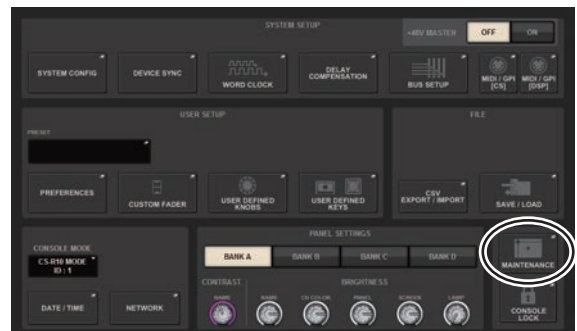 SYSTEM SETUP
+48V MASTER
OFF
ON
SYSTEM CONFIG
DEVICE SYNC
WORD CLOCK
DELAY
COMPENSATION
BUS SETUP
MIDI / GPI
[CS]
MIDI / GPI
[DSP]
USER SETUP
FILE
PRESET
PREFERENCES
CUSTOM FADER
USER DEFINED
KNOBS
USER DEFINED
KEYS
CSV
EXPORT / IMPORT
SAVE / LOAD
CONSOLE MODE
CS-R10 MODE
ID : 1
DATE / TIME
NETWORK
PANEL SETTINGS
BANK A
BANK B
BANK C
BANK D
CONTRAST
BRIGHTNESS
NAME
NAME
CH COLOR
PANEL
SCREEN
LAMP
MAINTENANCE
CONSOLE
LOCK